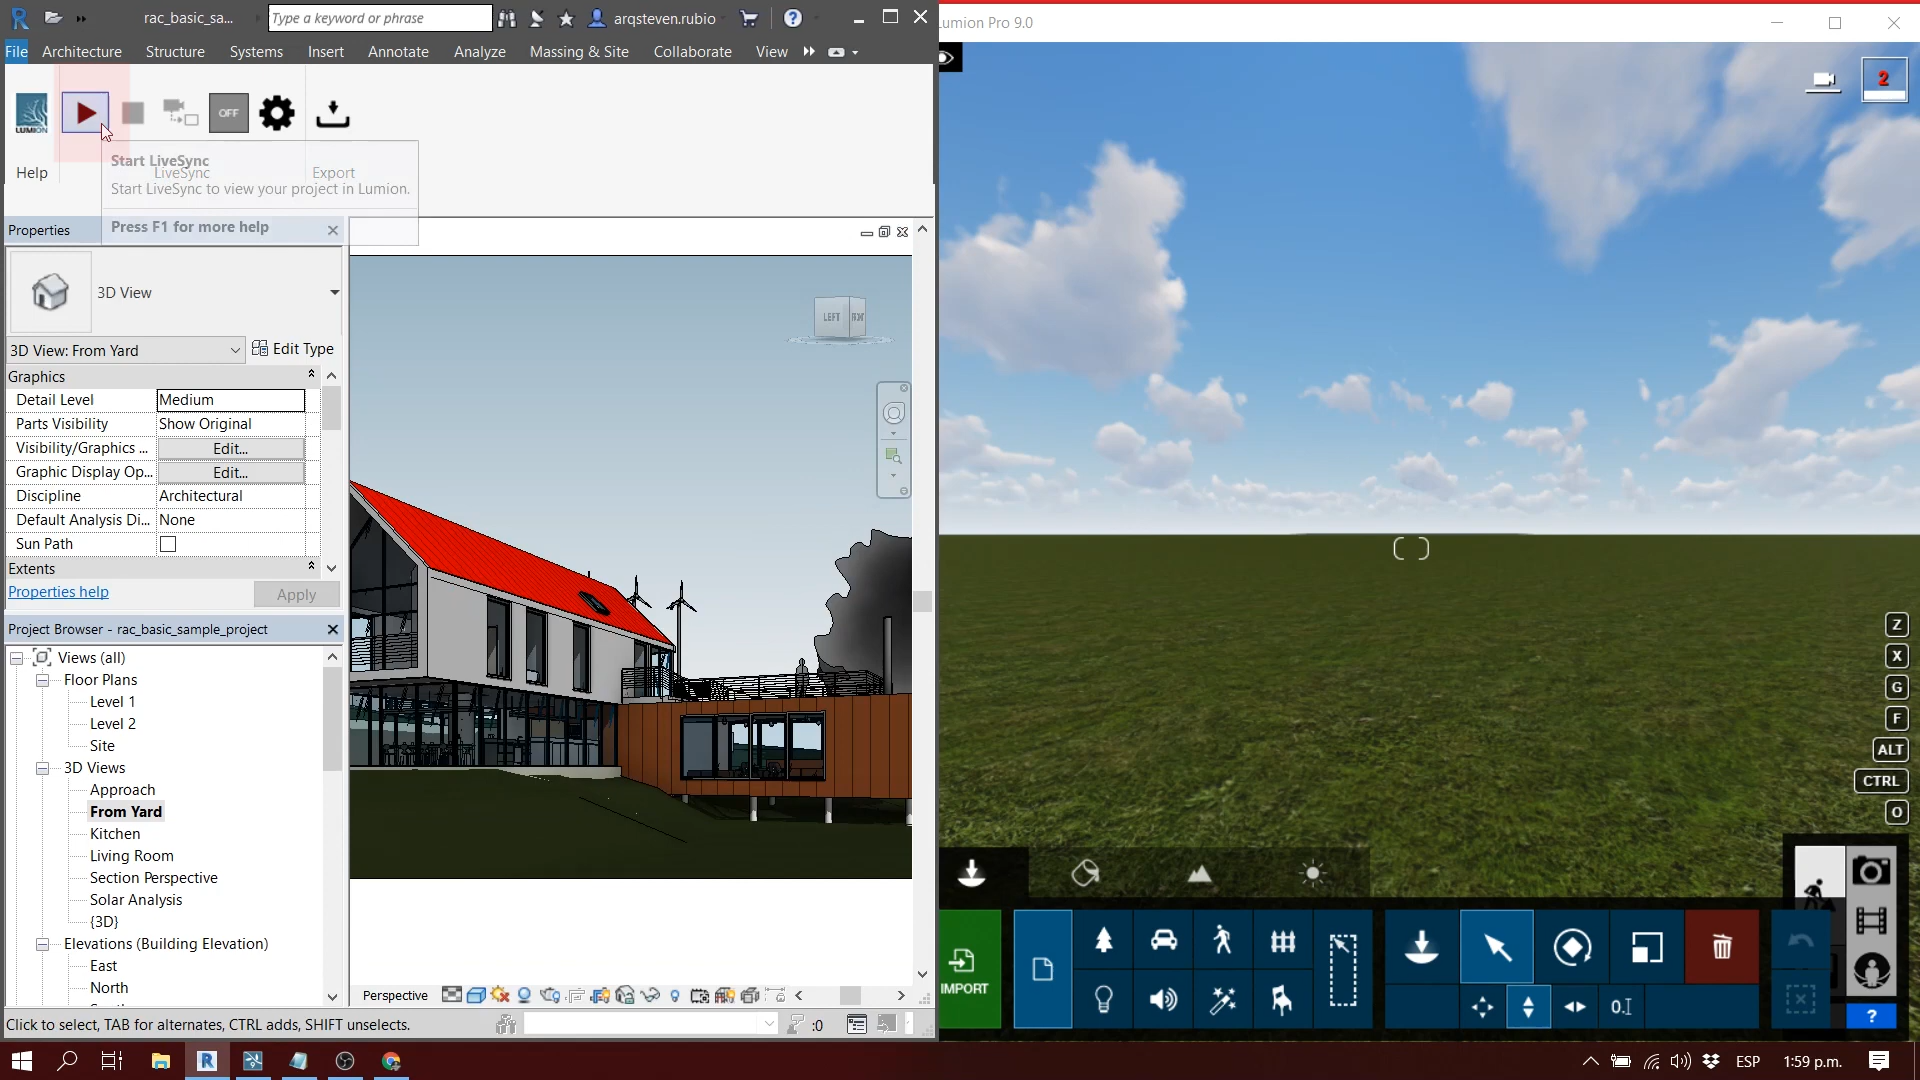 rac_basic_sa...
Type a keyword or phrase
arqsteven.rubio
?
umion Pro 9.0
File
Architecture
Structure
Systems
Insert
Annotate
Analyze
Massing & Site
Collaborate
View
2
LUMION
OFF
Help
LiveSync
Export
Start LiveSync
Start LiveSync to view your project in Lumion.
Press F1 for more help
Properties
3D View
3D View: From Yard
Edit Type
LEFT
Graphics
Detail Level
Medium
Parts Visibility
Show Original
Visibility/Graphics ...
Edit...
Graphic Display Op...
Edit...
Discipline
Architectural
Default Analysis Di...
None
Sun Path
Extents
Properties help
Apply
Project Browser - rac_basic_sample_project
Views (all)
Floor Plans
Level 1
Level 2
Site
3D Views
Approach
From Yard
Kitchen
Living Room
Section Perspective
Solar Analysis
{3D}
Elevations (Building Elevation)
East
North
Perspective
Click to select, TAB for alternates, CTRL adds, SHIFT unselects.
:0
Z
X
G
F
ALT
CTRL
O
IMPORT
?
ESP
1:59 p.m.